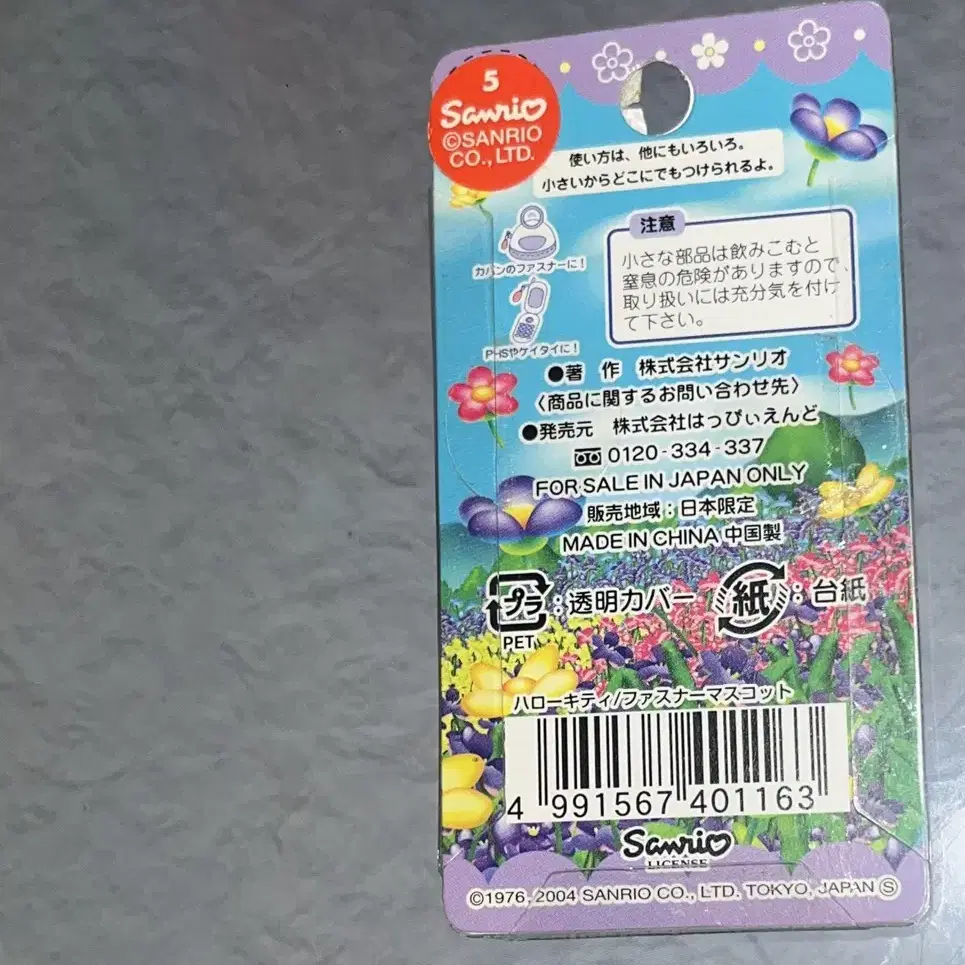 5
Sanrio
©SANRIO
CO., LTD.
使い方は、他にもいろいろ。
小さいからどこにでもつけられるよ。
カバンのファスナーに！
PHSやケイタイに！
注意
小さな部品は飲みこむと
窒息の危険がありますので、
取り扱いには充分気を付け
て下さい。
●著 作 株式会社サンリオ
〈商品に関するお問い合わせ先〉
●発売元 株式会社はっぴぃえんど
0120-334-337
FOR SALE IN JAPAN ONLY
販売地域：日本限定
MADE IN CHINA 中国製
プラ：透明カバー 紙：台紙
PET
ハローキティ/ファスナーマスコット
4 991567 401163
Sanrio
LICENSE
©1976, 2004 SANRIO CO., LTD. TOKYO, JAPAN Ⓢ